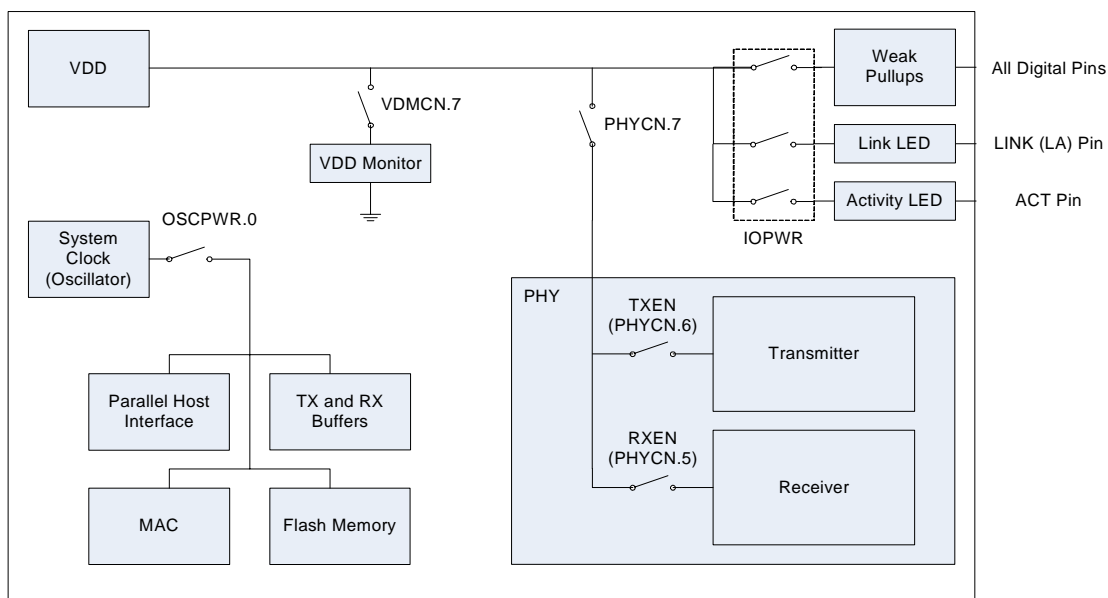 VDD
VDMCN.7
VDD Monitor
PHYCN.7
IOPWR
Weak
Pullups
All Digital Pins
Link LED
LINK (LA) Pin
Activity LED
ACT Pin
OSCPWR.0
System
Clock
(Oscillator)
Parallel Host
Interface
TX and RX
Buffers
MAC
Flash Memory
PHY
TXEN
(PHYCN.6)
Transmitter
RXEN
(PHYCN.5)
Receiver